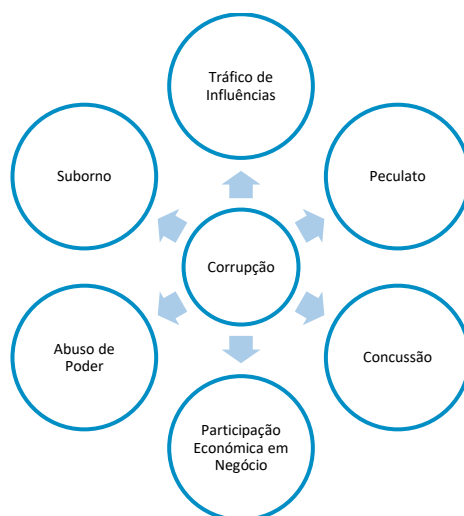 Tráfico de
Influências
Suborno
Peculato
Corrupção
Abuso de
Poder
Concussão
Participação
Económica em
Negócio